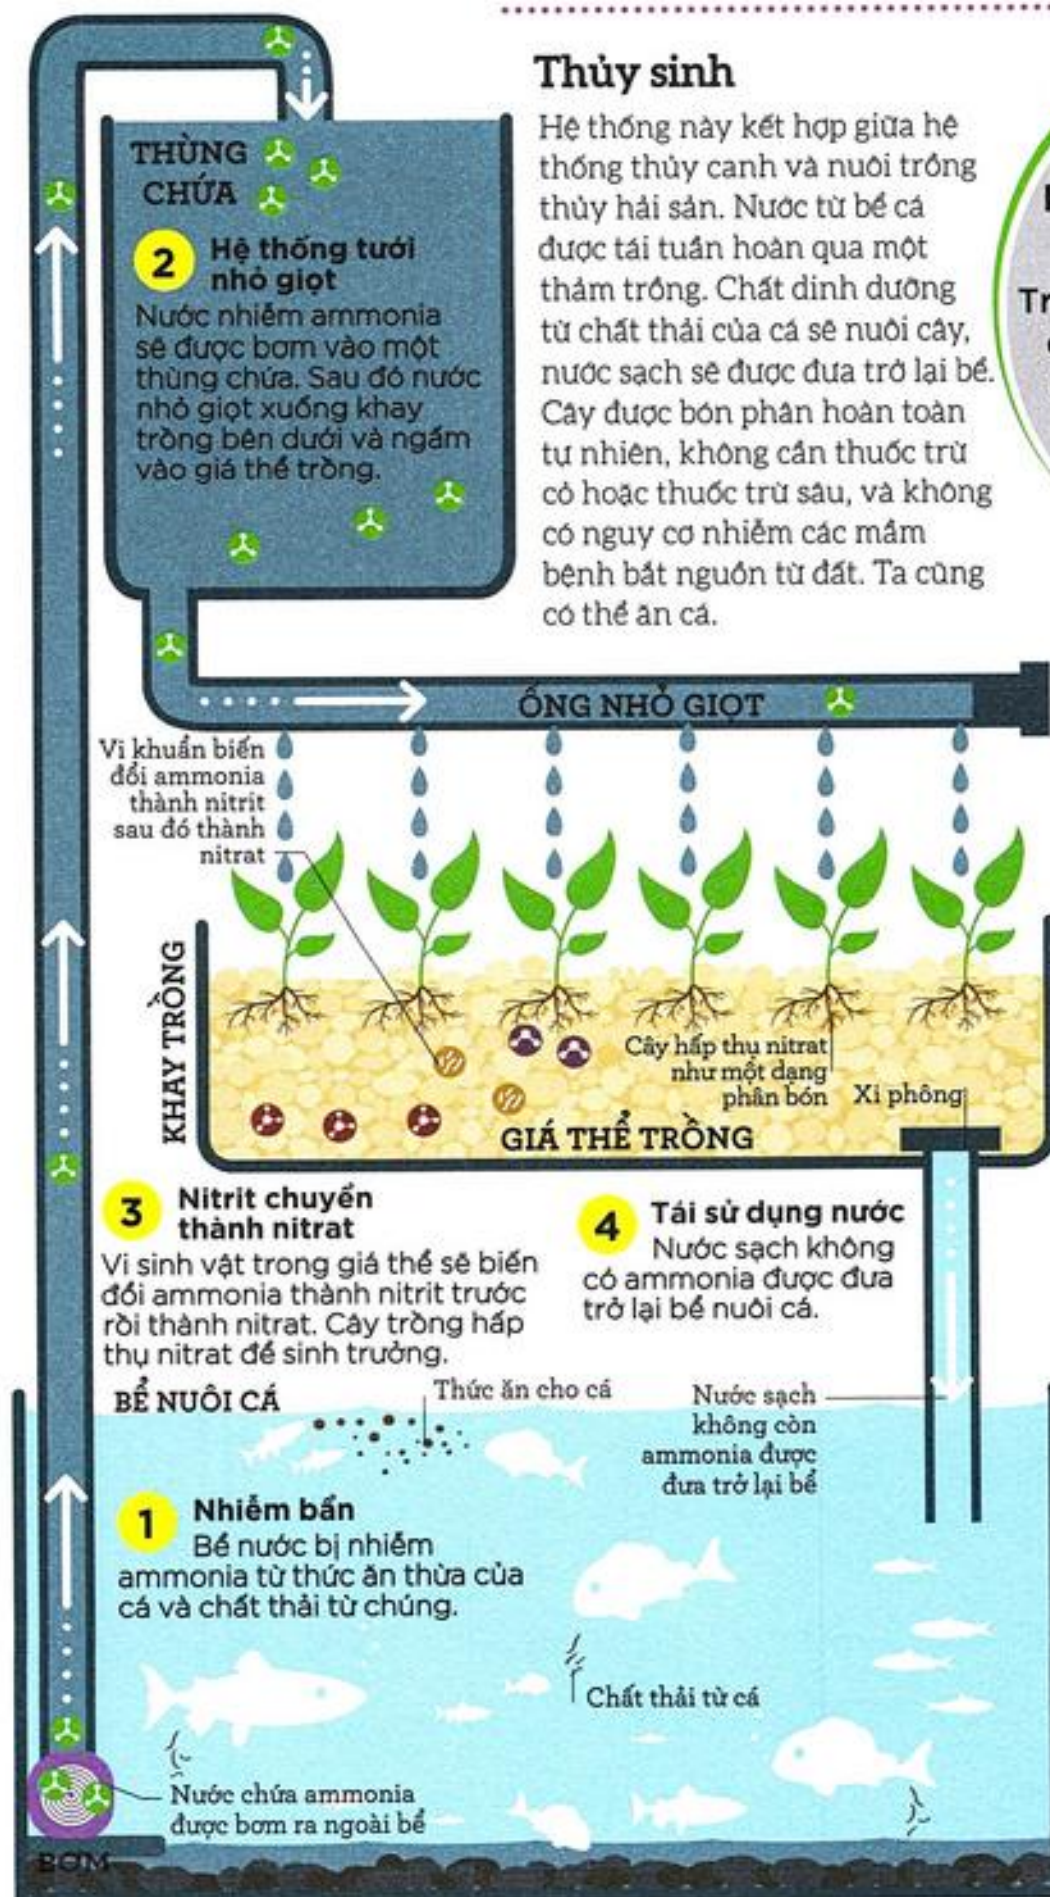 Thủy sinh
Hệ thống này kết hợp giữa hệ
thống thủy canh và nuôi trồng
thủy hải sản. Nước từ bể cá
được tái tuần hoàn qua một
thảm trồng. Chất dinh dưỡng
từ chất thải của cá sẽ nuôi cây,
nước sạch sẽ được đưa trở lại bể.
Cây được bón phân hoàn toàn
tự nhiên, không cần thuốc trừ
cỏ hoặc thuốc trừ sâu, và không
có nguy cơ nhiễm các mầm
bệnh bắt nguồn từ đất. Ta cũng
có thể ăn cá.
THÙNG
CHỨA
2 Hệ thống tưới
nhỏ giọt
Nước nhiễm ammonia
sẽ được bơm vào một
thùng chứa. Sau đó nước
nhỏ giọt xuống khay
trồng bên dưới và ngấm
vào giá thể trồng.
ỐNG NHỎ GIỌT
Vi khuẩn biến
đổi ammonia
thành nitrit
sau đó thành
nitrat
KHAY TRỒNG
Cây hấp thụ nitrat
như một dạng
phân bón
Xi phông
GIÁ THỂ TRỒNG
3 Nitrit chuyển
thành nitrat
Vi sinh vật trong giá thể sẽ biến
đổi ammonia thành nitrit trước
rồi thành nitrat. Cây trồng hấp
thụ nitrat để sinh trưởng.
4 Tái sử dụng nước
Nước sạch không
có ammonia được đưa
trở lại bể nuôi cá.
BỂ NUÔI CÁ
Thức ăn cho cá
Nước sạch
không còn
ammonia được
đưa trở lại bể
1 Nhiễm bẩn
Bể nước bị nhiễm
ammonia từ thức ăn thừa của
cá và chất thải từ chúng.
Chất thải từ cá
Nước chứa ammonia
được bơm ra ngoài bể
BƠM